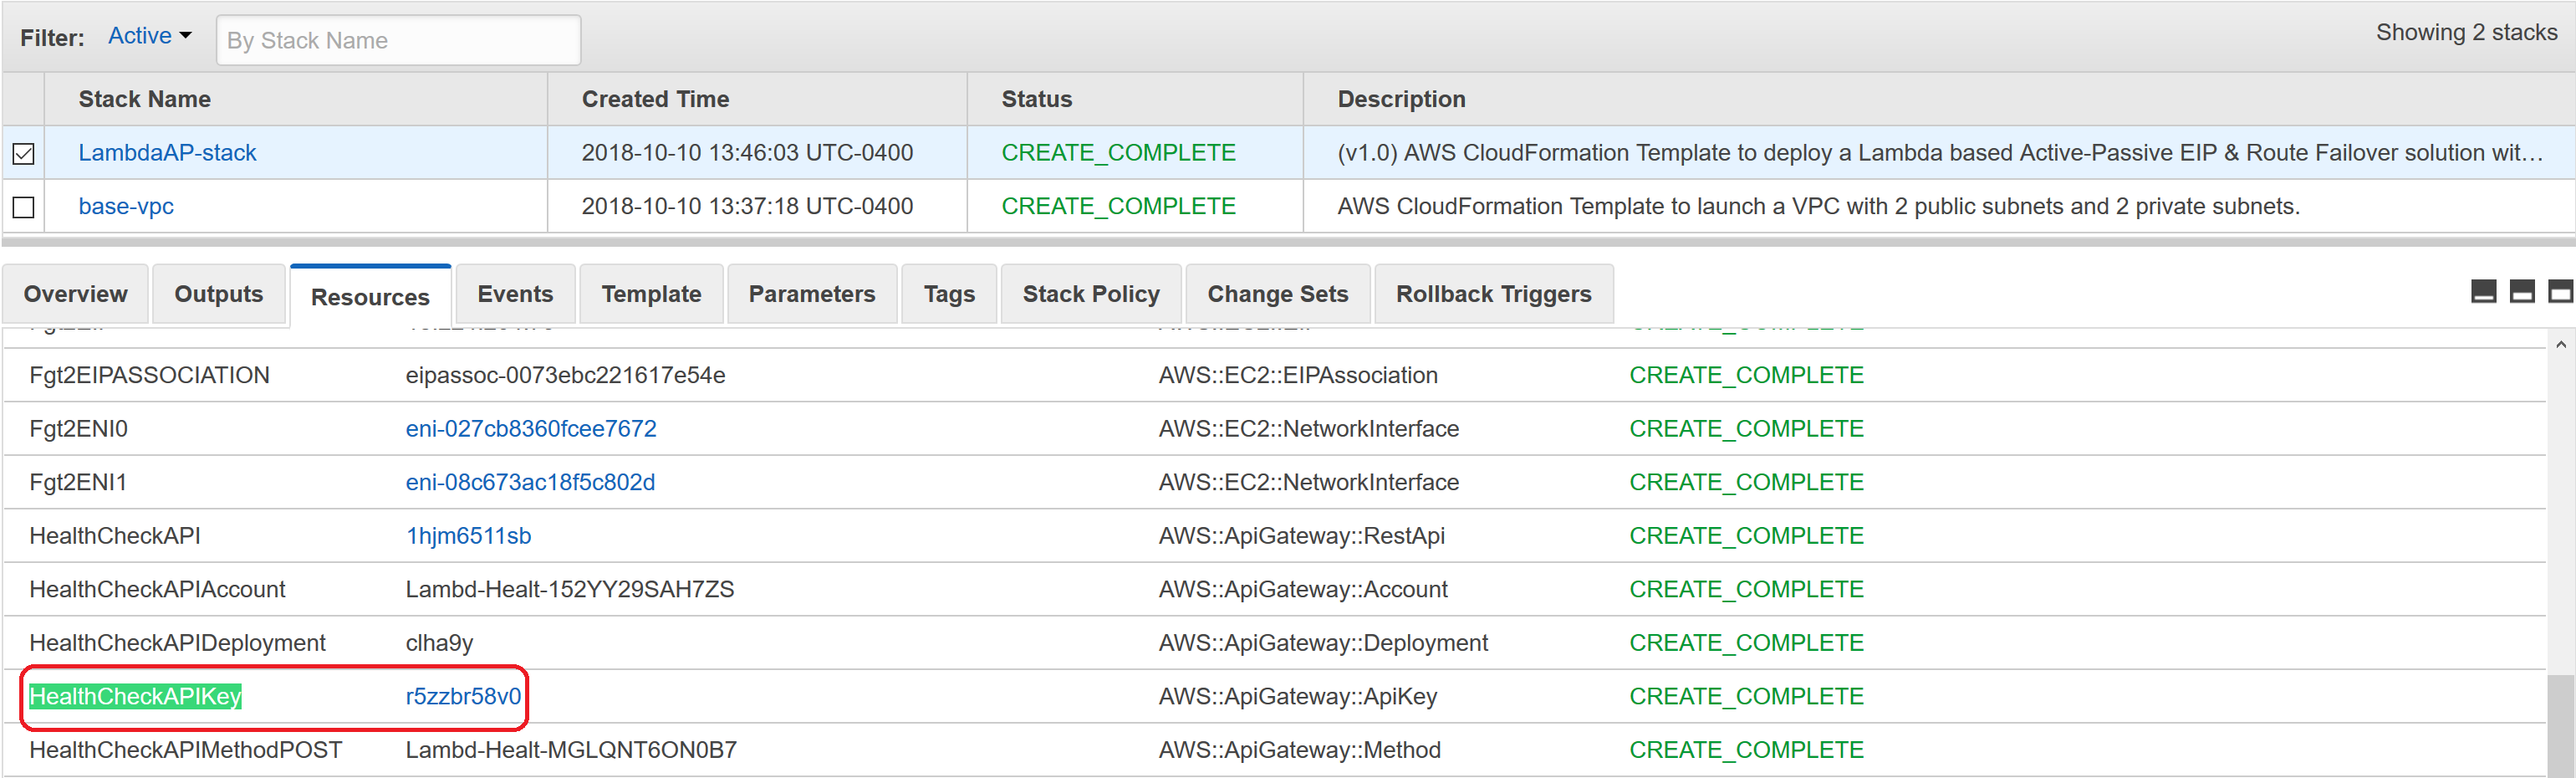 Filter: Active By Stack Name Showing 2 stacks
Stack Name Created Time Status Description
LambdaAP-stack 2018-10-10 13:46:03 UTC-0400 CREATE_COMPLETE (v1.0) AWS CloudFormation Template to deploy a Lambda based Active-Passive EIP & Route Failover solution wit…
base-vpc 2018-10-10 13:37:18 UTC-0400 CREATE_COMPLETE AWS CloudFormation Template to launch a VPC with 2 public subnets and 2 private subnets.
Overview Outputs Resources Events Template Parameters Tags Stack Policy Change Sets Rollback Triggers
Fgt2EIPASSOCIATION eipassoc-0073ebc221617e54e AWS::EC2::EIPAssociation CREATE_COMPLETE
Fgt2ENI0 eni-027cb8360fcee7672 AWS::EC2::NetworkInterface CREATE_COMPLETE
Fgt2ENI1 eni-08c673ac18f5c802d AWS::EC2::NetworkInterface CREATE_COMPLETE
HealthCheckAPI 1hjm6511sb AWS::ApiGateway::RestApi CREATE_COMPLETE
HealthCheckAPIAccount Lambd-Healt-152YY29SAH7ZS AWS::ApiGateway::Account CREATE_COMPLETE
HealthCheckAPIDeployment clha9y AWS::ApiGateway::Deployment CREATE_COMPLETE
HealthCheckAPIKey r5zzbr58v0 AWS::ApiGateway::ApiKey CREATE_COMPLETE
HealthCheckAPIMethodPOST Lambd-Healt-MGLQNT6ON0B7 AWS::ApiGateway::Method CREATE_COMPLETE